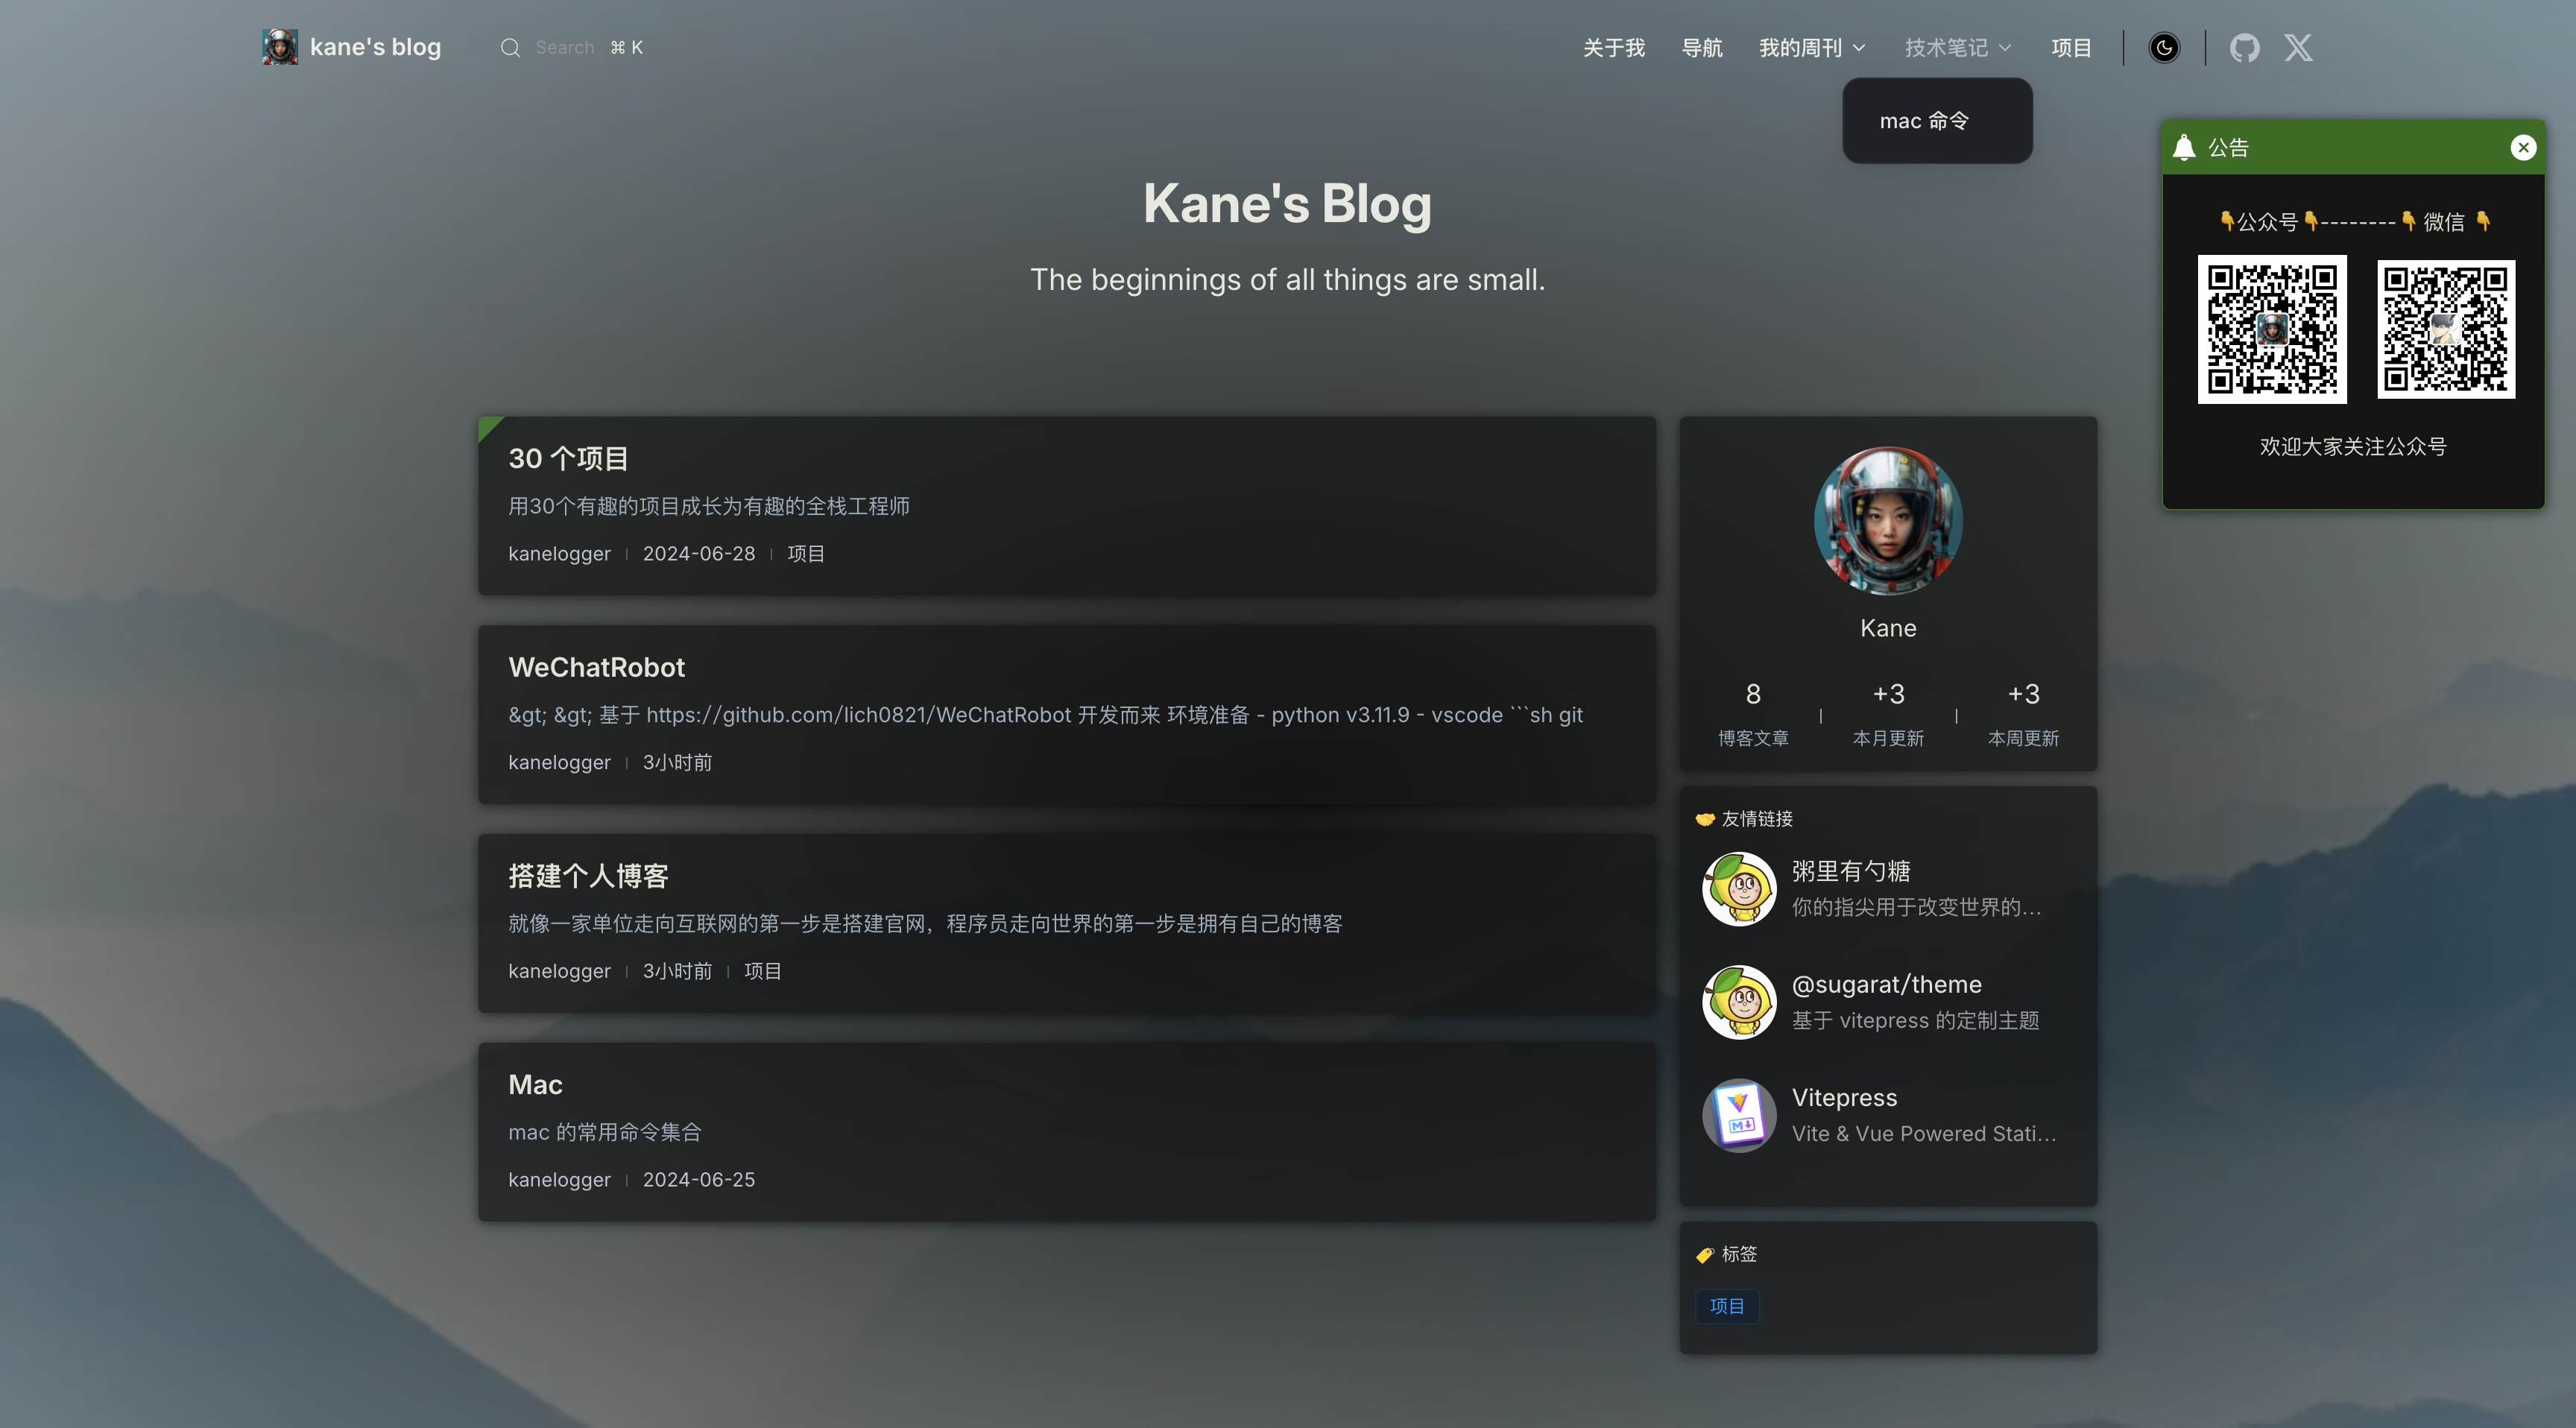 kane's blog
Search ⌘ K
关于我
导航
我的周刊
技术笔记
项目
mac 命令
公告
👇公众号👇--------👇 微信 👇
欢迎大家关注公众号
Kane's Blog
The beginnings of all things are small.
30 个项目
用30个有趣的项目成长为有趣的全栈工程师
kanelogger | 2024-06-28 | 项目
WeChatRobot
&gt; &gt; 基于 https://github.com/lich0821/WeChatRobot 开发而来 环境准备 - python v3.11.9 - vscode ```sh git
kanelogger | 3小时前
搭建个人博客
就像一家单位走向互联网的第一步是搭建官网，程序员走向世界的第一步是拥有自己的博客
kanelogger | 3小时前 | 项目
Mac
mac 的常用命令集合
kanelogger | 2024-06-25
Kane
8 | +3 | +3
博客文章 本月更新 本周更新
🤝 友情链接
粥里有勺糖
你的指尖用于改变世界的...
@sugarat/theme
基于 vitepress 的定制主题
Vitepress
Vite & Vue Powered Stati...
M↓
🏷️ 标签
项目